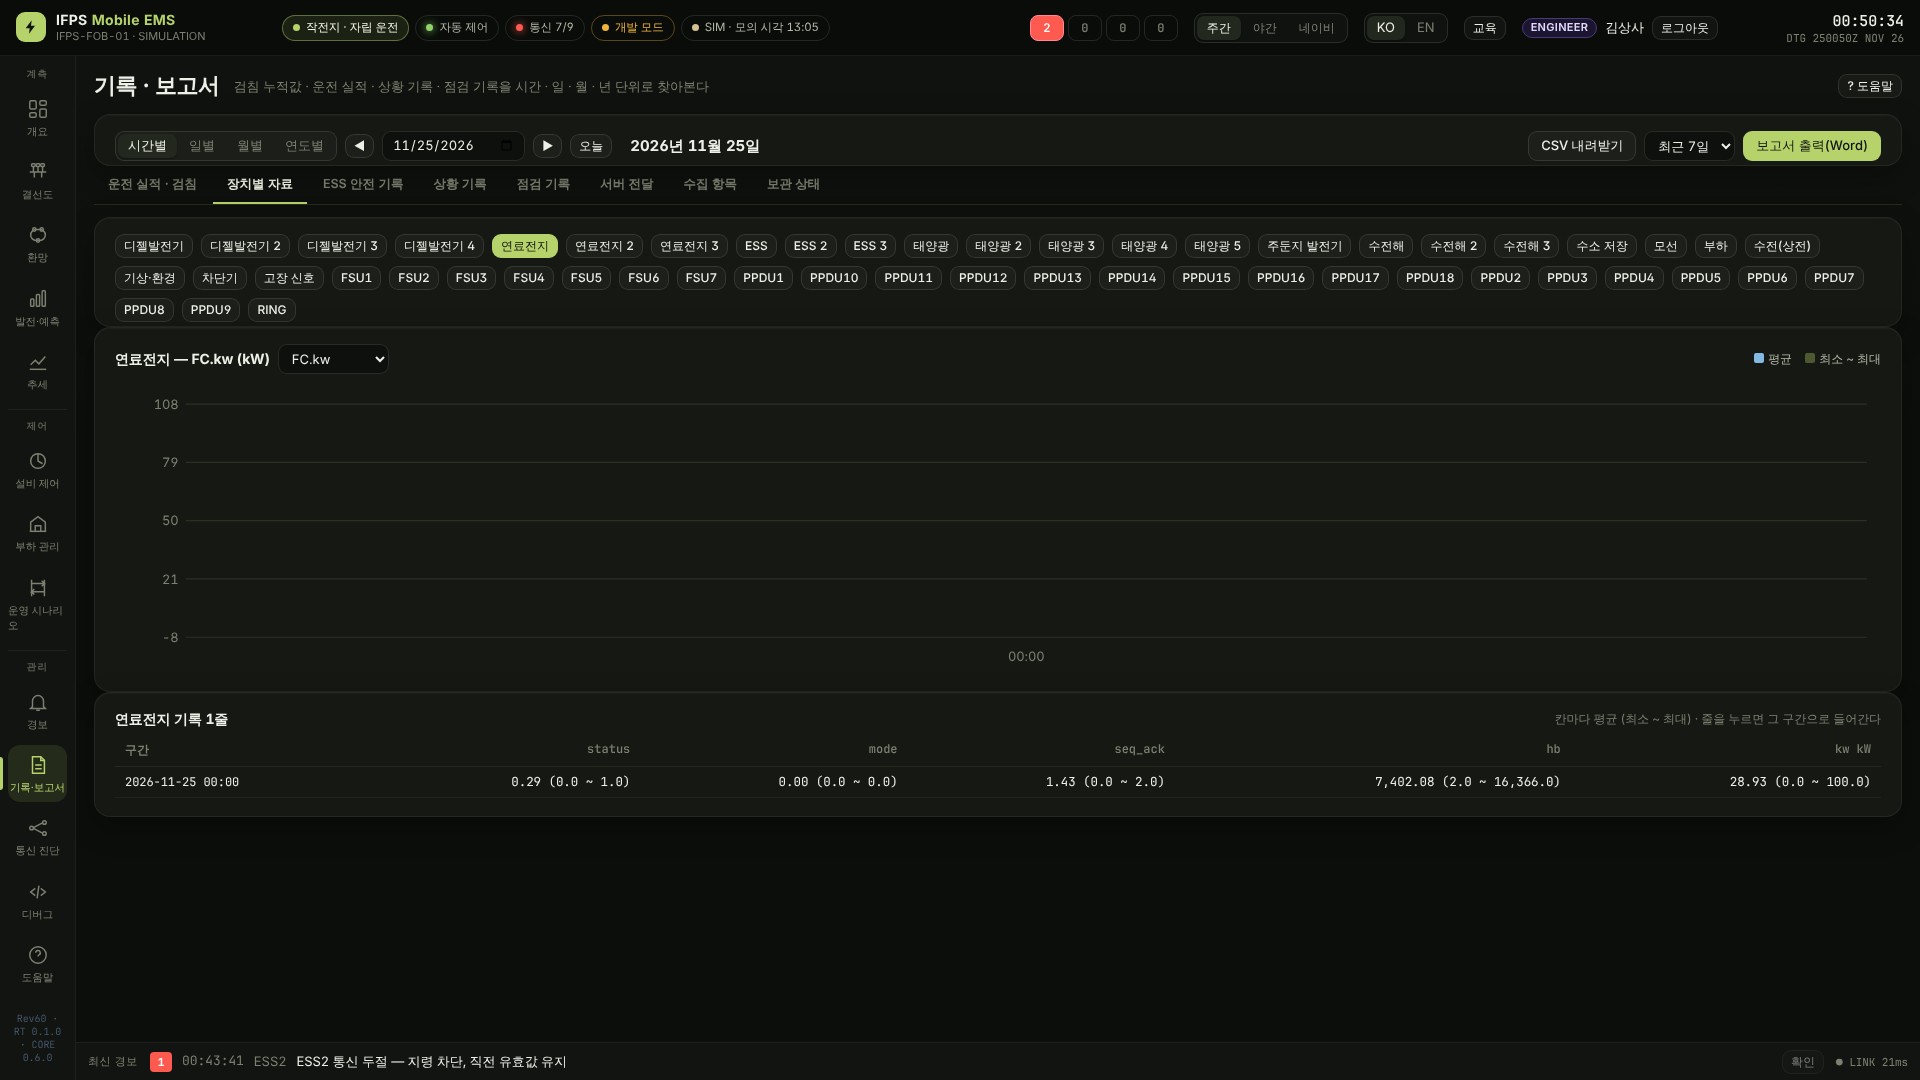 IFPS Mobile EMS
IFPS-FOB-01 · SIMULATION
작전지 · 자립 운전
자동 제어
통신 7/9
개발 모드
SIM · 모의 시각 13:05
2 0 0 0
주간 야간 네이비
KO EN
교육
ENGINEER 김상사 로그아웃
00:50:34
DTG 250050Z NOV 26
계측
개요
결선도
환망
발전·예측
추세
제어
설비 제어
부하 관리
운영 시나리
오
관리
경보
기록·보고서
통신 진단
디버그
도움말
Rev60 ·
RT 0.1.0
· CORE
0.6.0
기록 · 보고서 검침 누적값 · 운전 실적 · 상황 기록 · 점검 기록을 시간 · 일 · 월 · 년 단위로 찾아본다
? 도움말
시간별 일별 월별 연도별 ◀ 11/25/2026 ▶ 오늘 2026년 11월 25일
CSV 내려받기 최근 7일 보고서 출력(Word)
운전 실적 · 검침 장치별 자료 ESS 안전 기록 상황 기록 점검 기록 서버 전달 수집 항목 보관 상태
디젤발전기 디젤발전기 2 디젤발전기 3 디젤발전기 4 연료전지 연료전지 2 연료전지 3 ESS ESS 2 ESS 3 태양광 태양광 2 태양광 3 태양광 4 태양광 5 주둔지 발전기 수전해 수전해 2 수전해 3 수소 저장 모선 부하 수전(상전)
기상·환경 차단기 고장 신호 FSU1 FSU2 FSU3 FSU4 FSU5 FSU6 FSU7 PPDU1 PPDU10 PPDU11 PPDU12 PPDU13 PPDU14 PPDU15 PPDU16 PPDU17 PPDU18 PPDU2 PPDU3 PPDU4 PPDU5 PPDU6 PPDU7
PPDU8 PPDU9 RING
연료전지 — FC.kw (kW) FC.kw
평균 최소 ~ 최대
108
79
50
21
-8
00:00
연료전지 기록 1줄
칸마다 평균 (최소 ~ 최대) · 줄을 누르면 그 구간으로 들어간다
구간 status mode seq_ack hb kw kW
2026-11-25 00:00 0.29 (0.0 ~ 1.0) 0.00 (0.0 ~ 0.0) 1.43 (0.0 ~ 2.0) 7,402.08 (2.0 ~ 16,366.0) 28.93 (0.0 ~ 100.0)
최신 경보 1 00:43:41 ESS2 ESS2 통신 두절 — 지령 차단, 직전 유효값 유지
확인 LINK 21ms